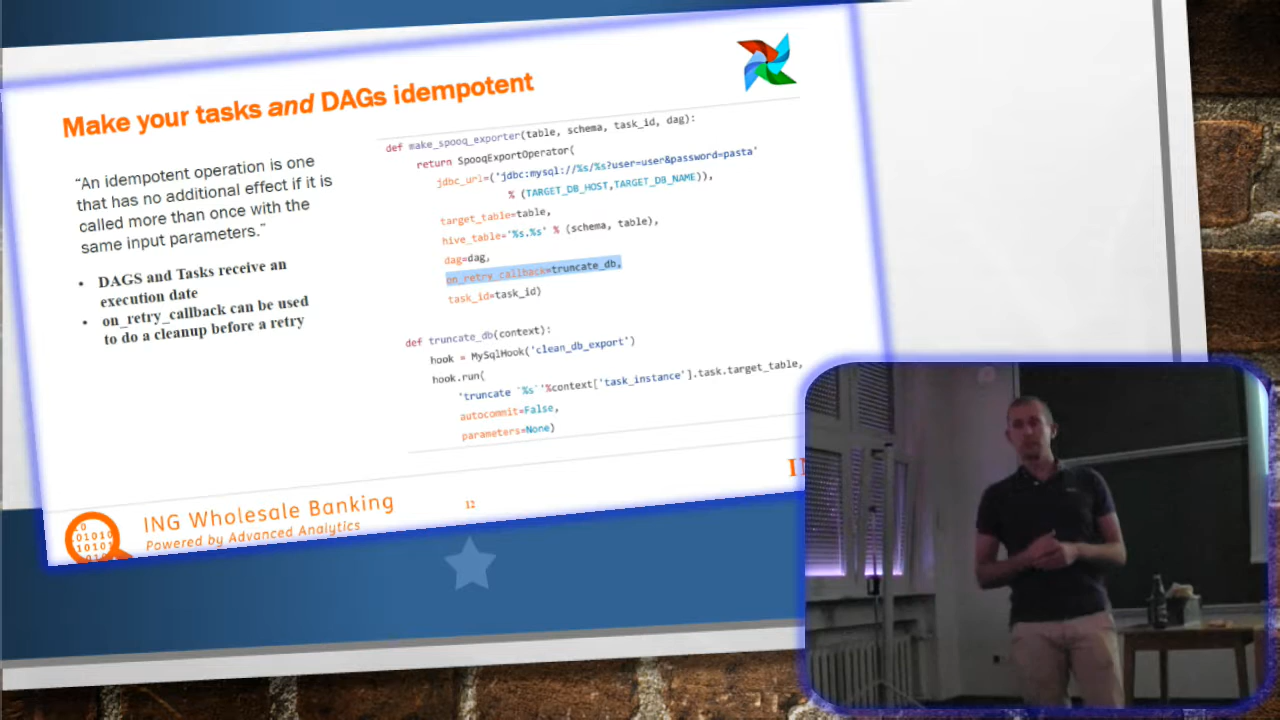 Make your tasks and DAGs idempotent
“An idempotent operation is one
that has no additional effect if it is
called more than once with the
same input parameters.”
• DAGS and Tasks receive an
execution date
• on_retry_callback can be used
to do a cleanup before a retry
def make_spooq_exporter(table, schema, task_id, dag):
return SpooqExportOperator(
jdbc_url=('jdbc:mysql://%s/%s?user=user&password=pasta'
% (TARGET_DB_HOST,TARGET_DB_NAME)),
target_table=table,
hive_table='%s.%s' % (schema, table),
dag=dag,
on_retry_callback=truncate_db,
task_id=task_id)
def truncate_db(context):
hook = MySqlHook('clean_db_export')
hook.run(
'truncate `%s`'%context['task_instance'].task.target_table,
autocommit=False,
parameters=None)
ING Wholesale Banking
Powered by Advanced Analytics
12